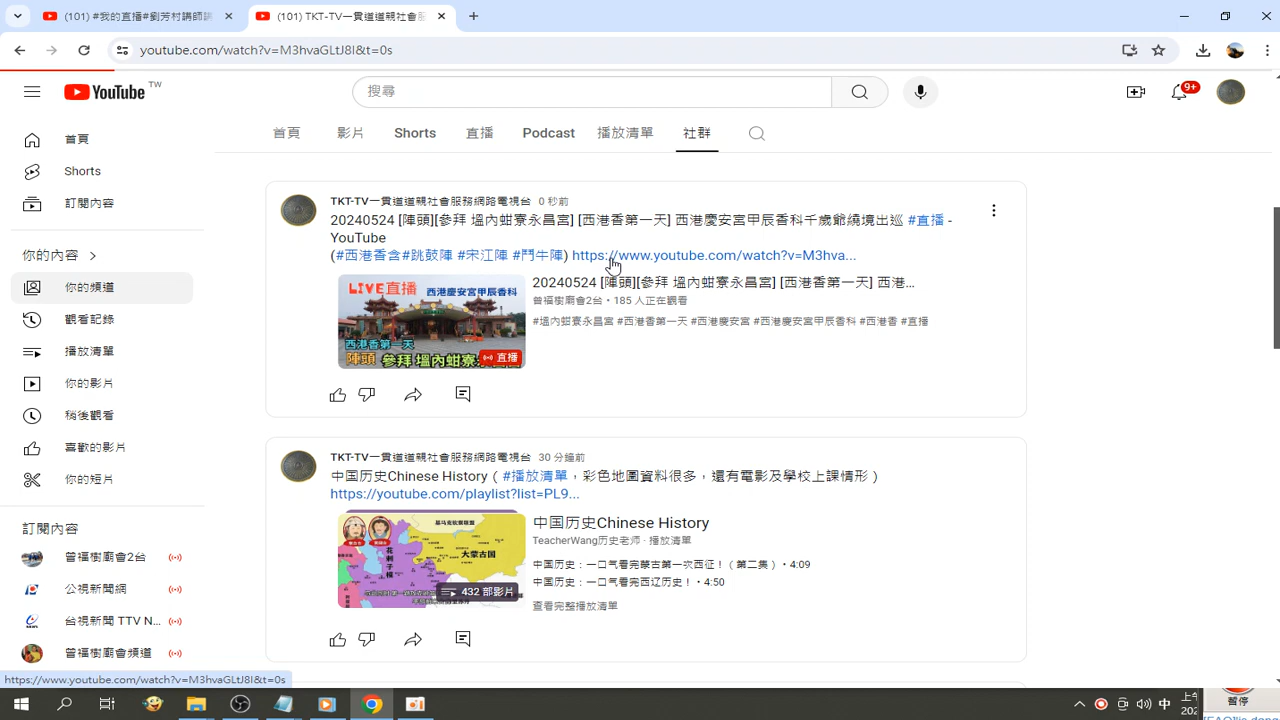 (101) #我的直播#劉芳村講師講
(101) TKT-TV一貫道道親社會服
youtube.com/watch?v=M3hvaGLtJ8I&t=0s
YouTube TW
搜尋
9+
首頁
Shorts
訂閱內容
你的內容
你的頻道
觀看記錄
播放清單
你的影片
稍後觀看
喜歡的影片
你的短片
訂閱內容
曾福樹廟會2台
公視新聞網
台視新聞 TTV N...
曾福樹廟會頻道
首頁 影片 Shorts 直播 Podcast 播放清單 社群
TKT-TV一貫道道親社會服務網路電視台 0 秒前
20240524 [陣頭][參拜 塭內蚶寮永昌宮] [西港香第一天] 西港慶安宮甲辰香科千歲爺繞境出巡 #直播 -
YouTube
(#西港香含#跳鼓陣 #宋江陣 #鬥牛陣) https://www.youtube.com/watch?v=M3hva...
LIVE直播 西港慶安宮甲辰香科
西港香第一天
陣頭 參拜 塭內蚶寮永昌宮
直播
20240524 [陣頭][參拜 塭內蚶寮永昌宮] [西港香第一天] 西港...
曾福樹廟會2台・185 人正在觀看
#塭內蚶寮永昌宮 #西港香第一天 #西港慶安宮 #西港慶安宮甲辰香科 #西港香 #直播
TKT-TV一貫道道親社會服務網路電視台 30 分鐘前
中国历史Chinese History（ #播放清單，彩色地圖資料很多，還有電影及學校上課情形）
https://youtube.com/playlist?list=PL9...
花剌子模
大蒙古国
432 部影片
中国历史Chinese History
TeacherWang历史老师 - 播放清單
中国历史：一口气看完蒙古第一次西征！（第二集）・4:09
中国历史：一口气看完西辽历史！・4:50
查看完整播放清單
https://www.youtube.com/watch?v=M3hvaGLtJ8I&t=0s
中
暫停